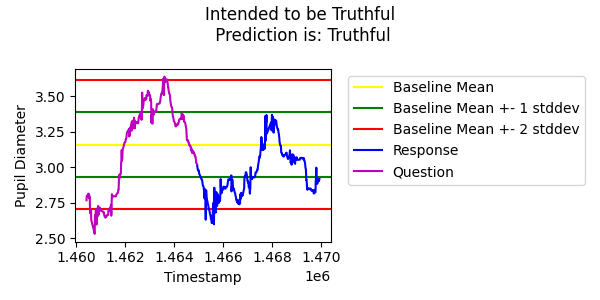 Intended to be Truthful
Prediction is: Truthful
Pupil Diameter
3.50
3.25
3.00
2.75
2.50
1.460
1.462
1.464
1.466
1.468
1.470
1e6
Timestamp
Baseline Mean
Baseline Mean +- 1 stddev
Baseline Mean +- 2 stddev
Response
Question